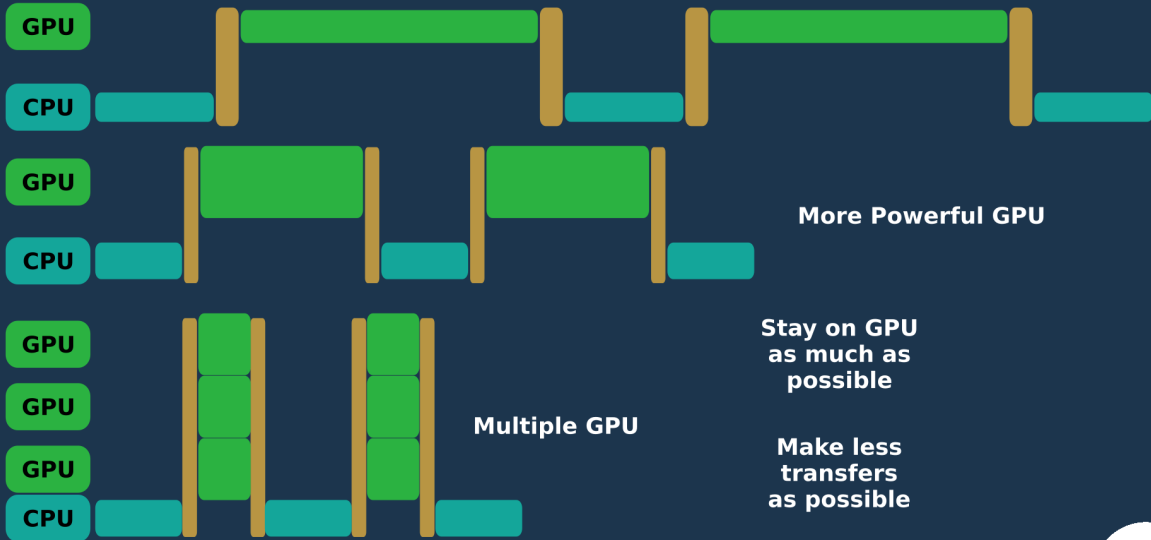 GPU
CPU
GPU
CPU
More Powerful GPU
GPU
GPU
GPU
CPU
Multiple GPU
Stay on GPU
as much as
possible
Make less
transfers
as possible